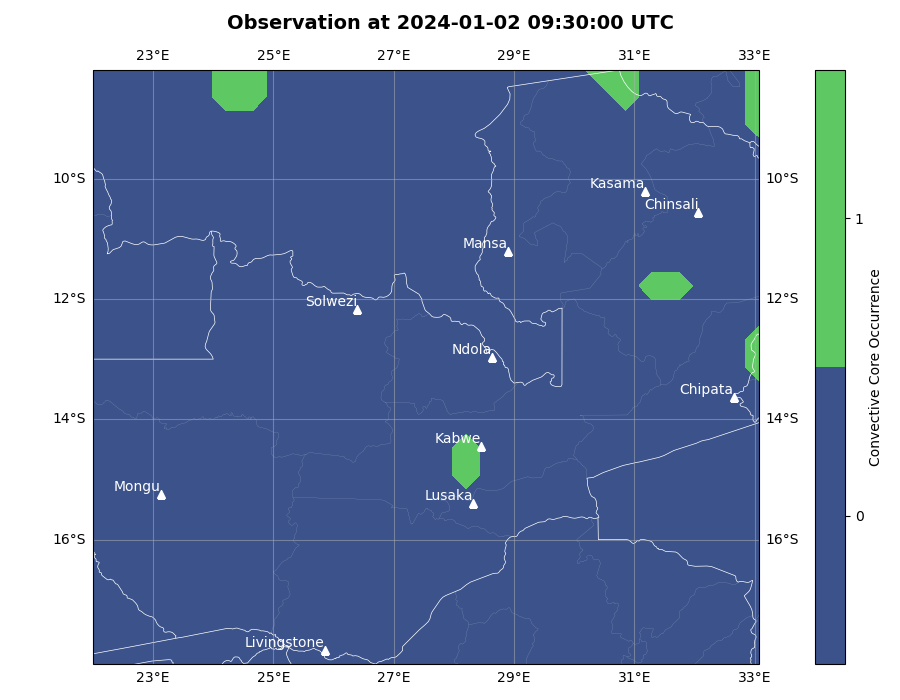 Observation at 2024-01-02 09:30:00 UTC
23°E 25°E 27°E 29°E 31°E 33°E
10°S 10°S
Kasama
Chinsali
Mansa
12°S 12°S
Solwezi
Ndola
Chipata
14°S 14°S
Kabwe
Mongu
Lusaka
16°S 16°S
Livingstone
23°E 25°E 27°E 29°E 31°E 33°E
1
0
Convective Core Occurrence